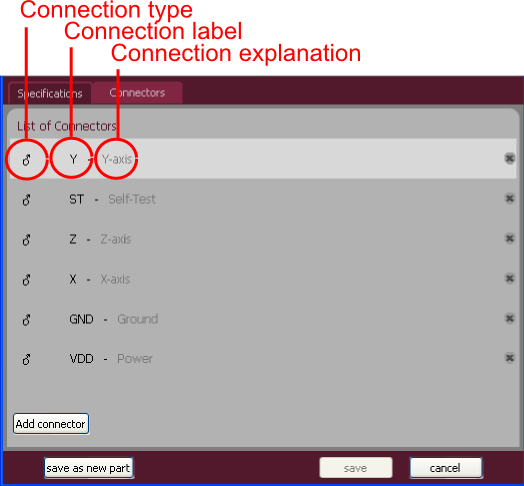 Connection type
Connection label
Connection explanation
Specifications Connectors
List of Connectors
♂ Y - Y-axis
♂ ST - Self-Test
♂ Z - Z-axis
♂ X - X-axis
♂ GND - Ground
♂ VDD - Power
Add connector
save as new part save cancel